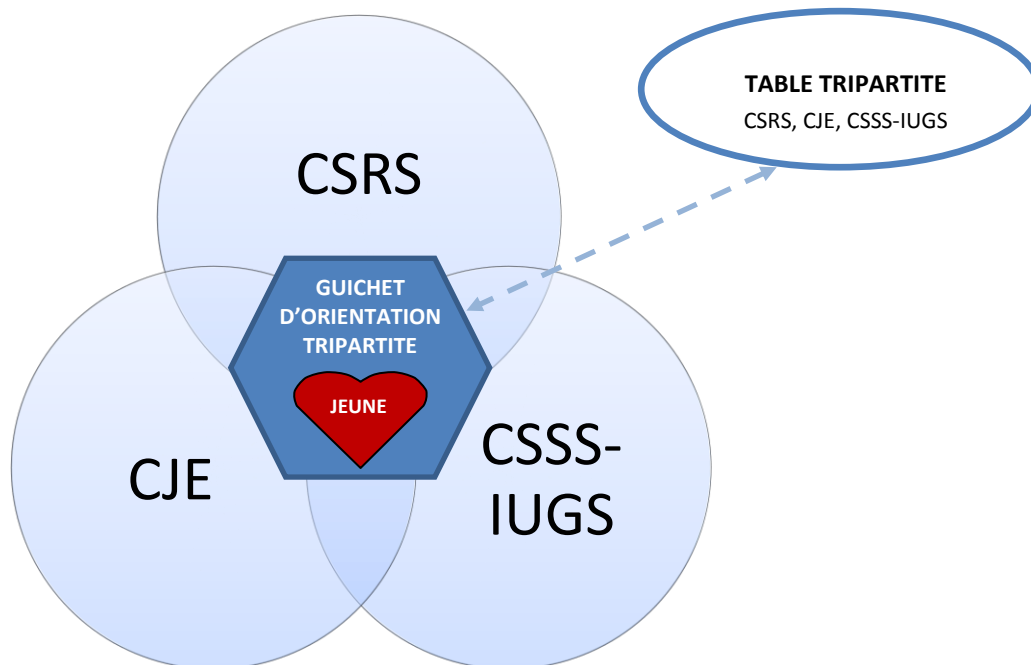 TABLE TRIPARTITE
CSRS, CJE, CSSS-IUGS
CSRS
GUICHET
D’ORIENTATION
TRIPARTITE
JEUNE
CJE
CSSS-
IUGS